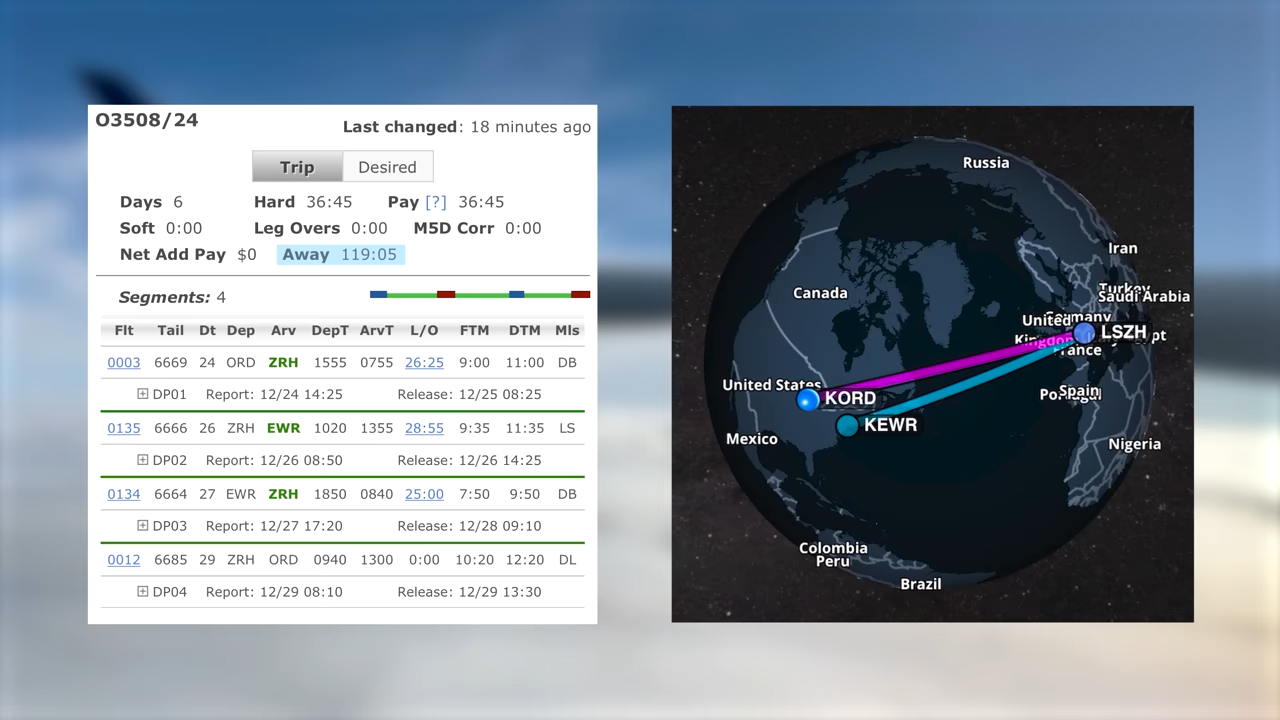 O3508/24
Last changed: 18 minutes ago
Trip Desired
Days 6 Hard 36:45 Pay [?] 36:45
Soft 0:00 Leg Overs 0:00 M5D Corr 0:00
Net Add Pay $0 Away 119:05
Segments: 4
Flt Tail Dt Dep Arv DepT ArvT L/O FTM DTM Mls
0003 6669 24 ORD ZRH 1555 0755 26:25 9:00 11:00 DB
DP01 Report: 12/24 14:25 Release: 12/25 08:25
0135 6662 26 ZRH EWR 1020 1355 28:55 9:35 11:35 LS
DP02 Report: 12/26 08:50 Release: 12/26 14:25
0134 6664 27 EWR ZRH 1850 0840 25:00 7:50 9:50 DB
DP03 Report: 12/27 17:20 Release: 12/28 09:10
0012 6685 29 ZRH ORD 0940 1300 0:00 10:20 12:20 DL
DP04 Report: 12/29 08:10 Release: 12/29 13:30
Russia
Iran
Turkey
Canada
Saudi Arabia
Germany
United
Kingdom
LSZH
France
United States
KORD
Spain
Portugal
KEWR
Mexico
Nigeria
Colombia
Peru
Brazil